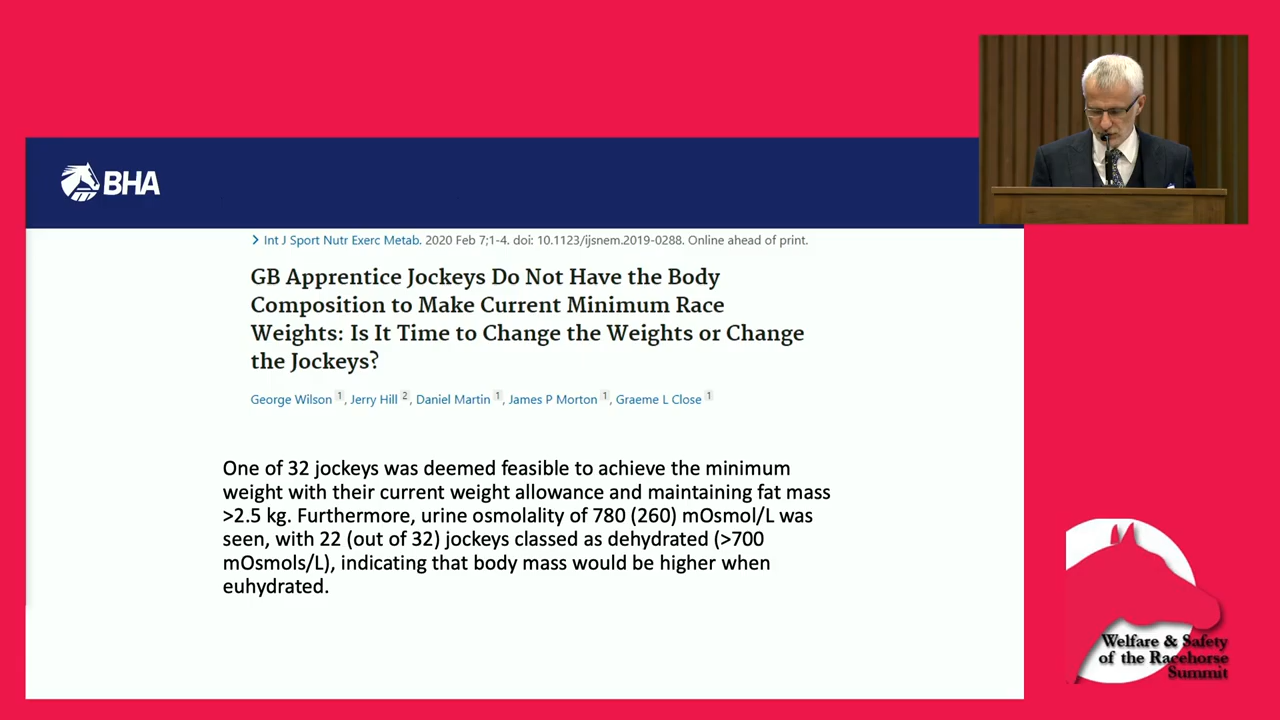 BHA
Int J Sport Nutr Exerc Metab. 2020 Feb 7;1-4. doi: 10.1123/ijsnem.2019-0288. Online ahead of print.
GB Apprentice Jockeys Do Not Have the Body
Composition to Make Current Minimum Race
Weights: Is It Time to Change the Weights or Change
the Jockeys?
George Wilson 1, Jerry Hill 2, Daniel Martin 1, James P Morton 1, Graeme L Close 1
One of 32 jockeys was deemed feasible to achieve the minimum
weight with their current weight allowance and maintaining fat mass
>2.5 kg. Furthermore, urine osmolality of 780 (260) mOsmol/L was
seen, with 22 (out of 32) jockeys classed as dehydrated (>700
mOsmols/L), indicating that body mass would be higher when
euhydrated.
Welfare & Safety
of the Racehorse
Summit